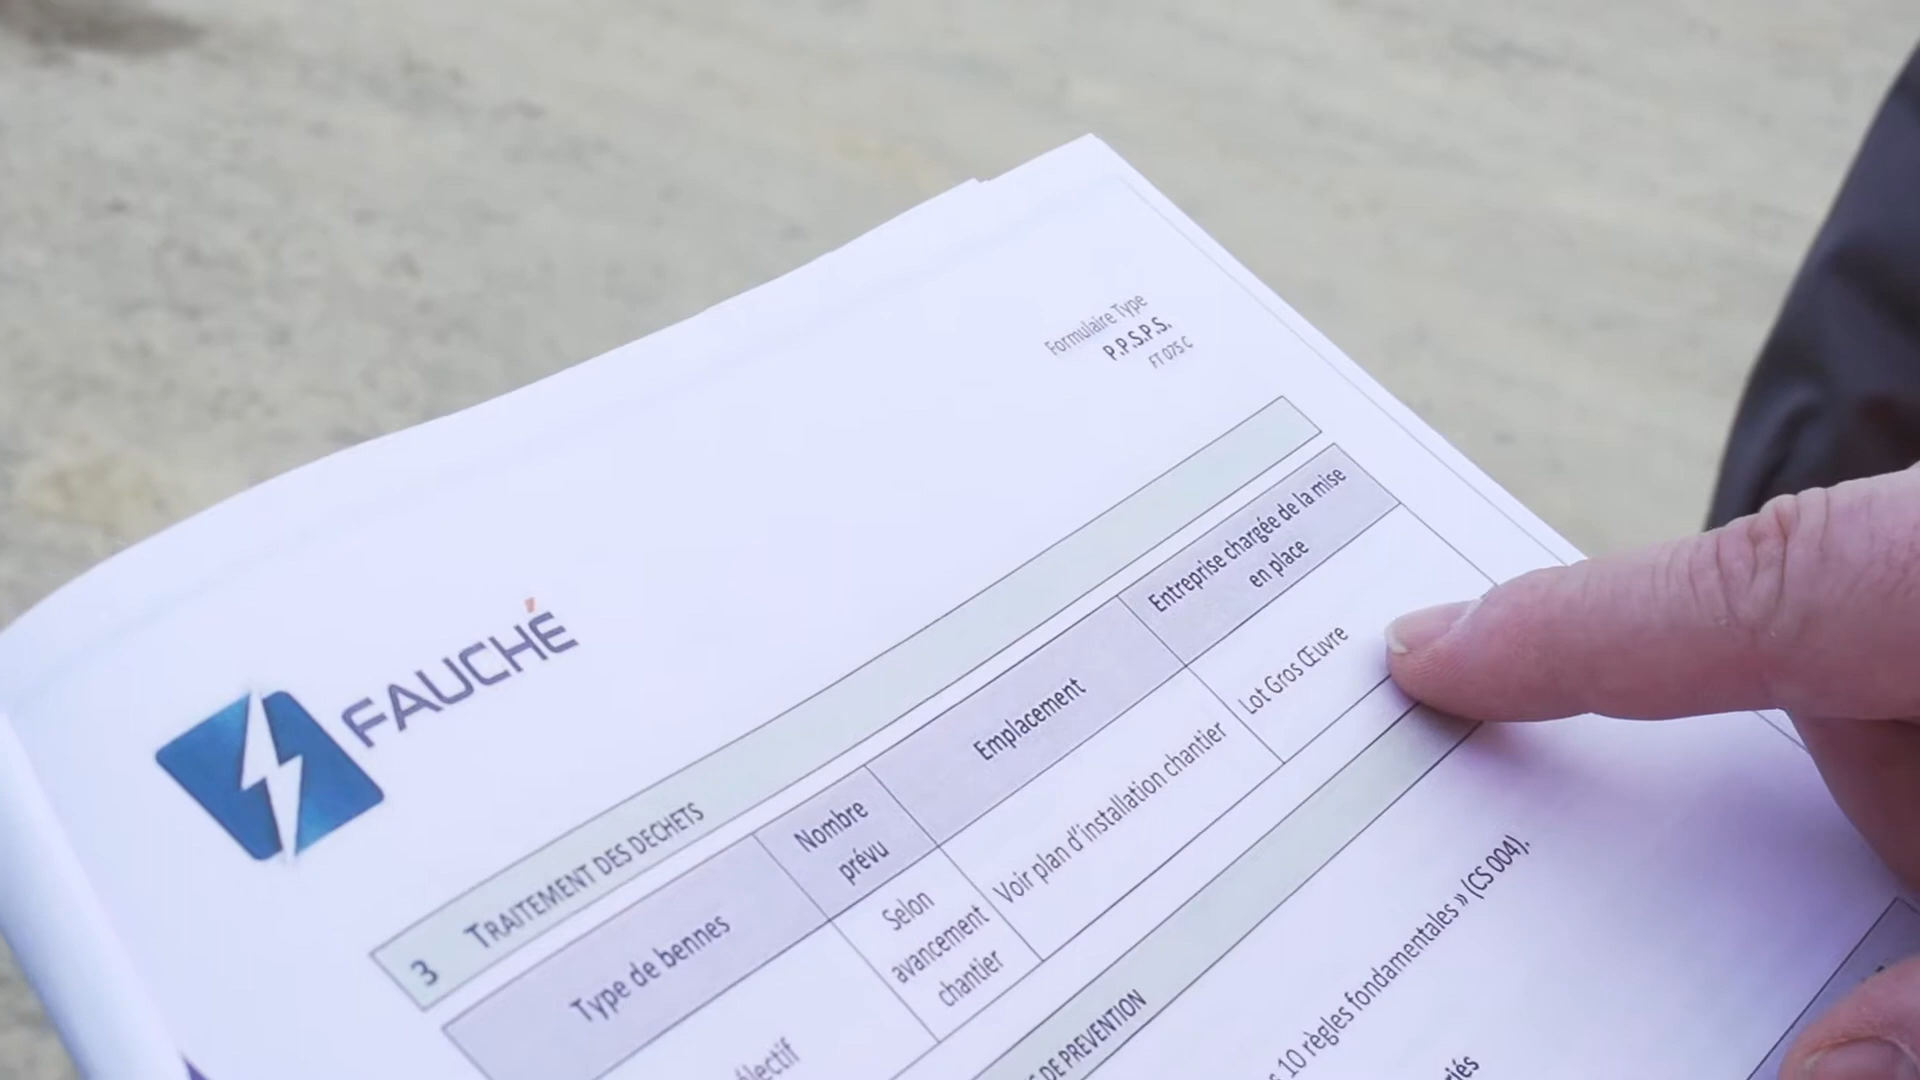 Formulaire Type
P.P.S.P.S.
FT 075 C
FAUCHÉ
3 TRAITEMENT DES DECHETS
Type de bennes
Nombre
prévu
Emplacement
Entreprise chargée de la mise
en place
Selon
avancement
chantier
Voir plan d'installation chantier
Lot Gros Œuvre
DE PREVENTION
10 règles fondamentales » (CS 004).